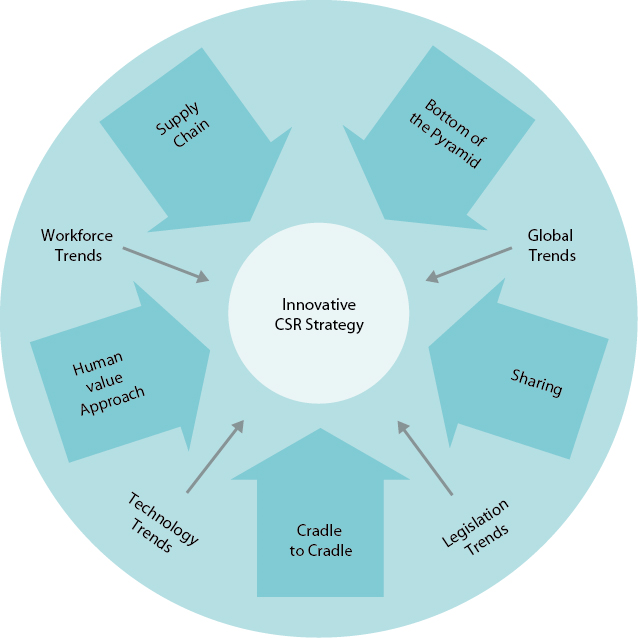 Supply
Chain
Bottom of
the Pyramid
Workforce
Trends
Global
Trends
Innovative
CSR Strategy
Human
value
Approach
Sharing
Technology
Trends
Cradle
to Cradle
Legislation
Trends